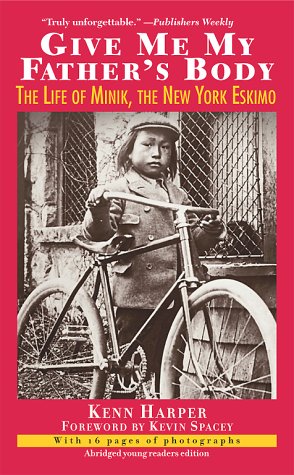 "Truly unforgettable." —Publishers Weekly
GIVE ME MY
FATHER'S BODY
THE LIFE OF MINIK, THE NEW YORK ESKIMO
KENN HARPER
FOREWORD BY KEVIN SPACEY
With 16 pages of photographs
Abridged young readers edition